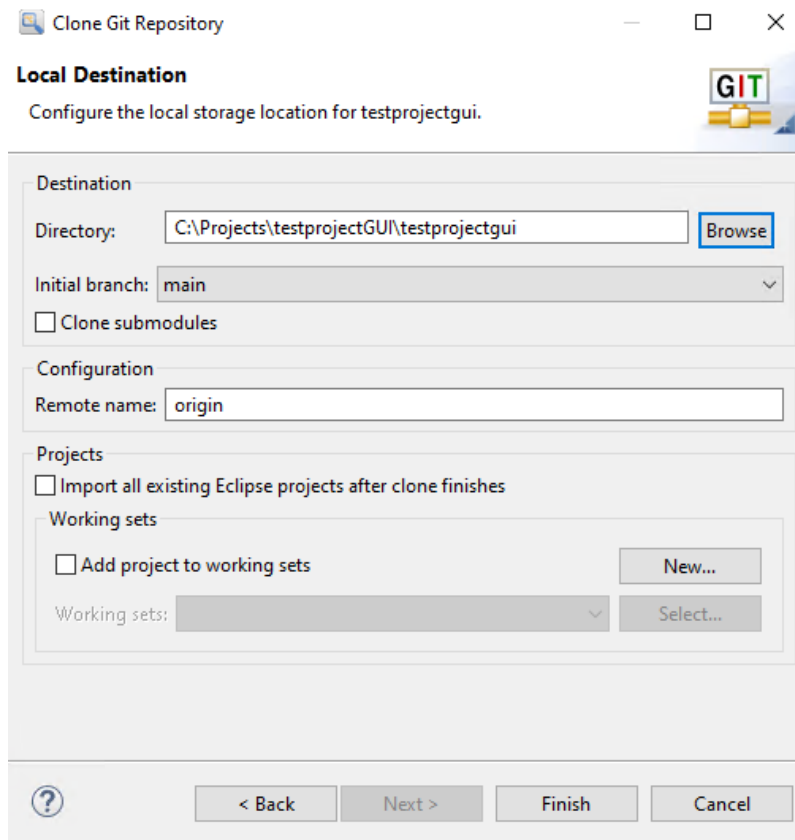 Clone Git Repository
Local Destination
GIT
Configure the local storage location for testprojectgui.
Destination
Directory: C:\Projects\testprojectGUI\testprojectgui Browse
Initial branch: main
Clone submodules
Configuration
Remote name: origin
Projects
Import all existing Eclipse projects after clone finishes
Working sets
Add project to working sets New...
Working sets: Select...
? < Back Next > Finish Cancel